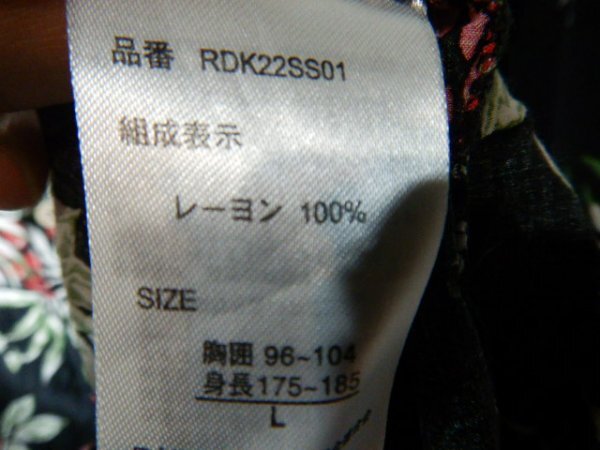 品番 RDK22SS01
組成表示
レーヨン 100%
SIZE
胸囲 96~104
身長175~185
L